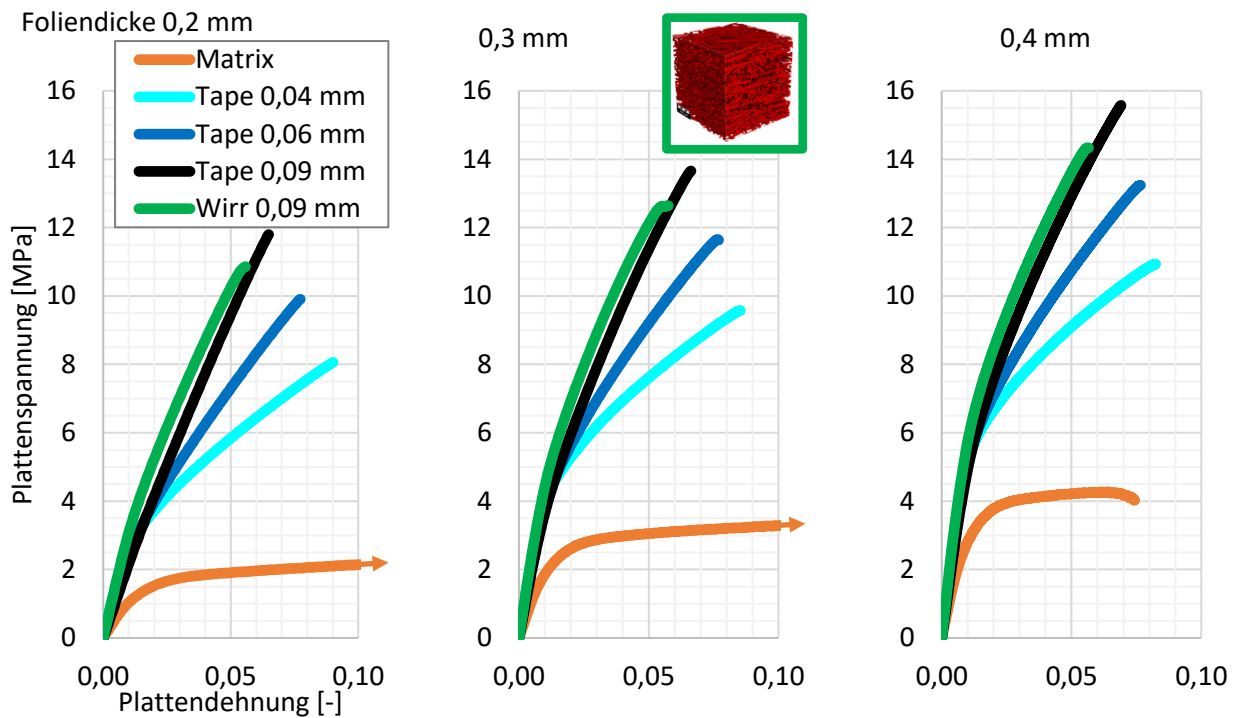 Foliendicke 0,2 mm
0,3 mm
0,4 mm
Matrix
Tape 0,04 mm
Tape 0,06 mm
Tape 0,09 mm
Wirr 0,09 mm
Plattenspannung [MPa]
16
14
12
10
8
6
4
2
0
0,00 0,05 0,10
Plattendehnung [-]
16
14
12
10
8
6
4
2
0
0,00 0,05 0,10
16
14
12
10
8
6
4
2
0
0,00 0,05 0,10